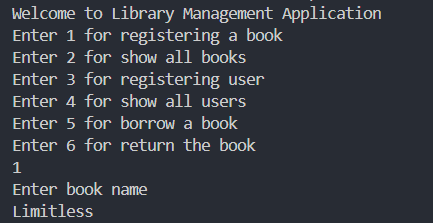 Welcome to Library Management Application
Enter 1 for registering a book
Enter 2 for show all books
Enter 3 for registering user
Enter 4 for show all users
Enter 5 for borrow a book
Enter 6 for return the book
1
Enter book name
Limitless